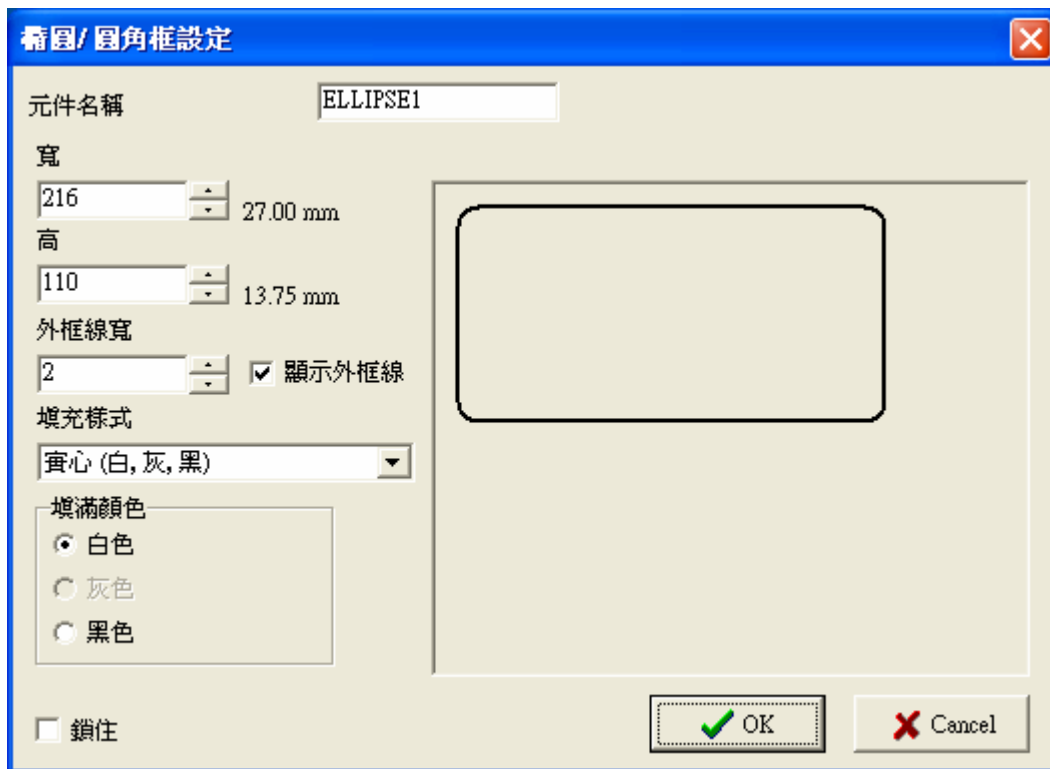 橢圓/ 圓角框設定
元件名稱 ELLIPSE1
寬
216 27.00 mm
高
110 13.75 mm
外框線寬
2 顯示外框線
填充樣式
實心 (白, 灰, 黑)
填滿顏色
白色
灰色
黑色
鎖住
OK Cancel